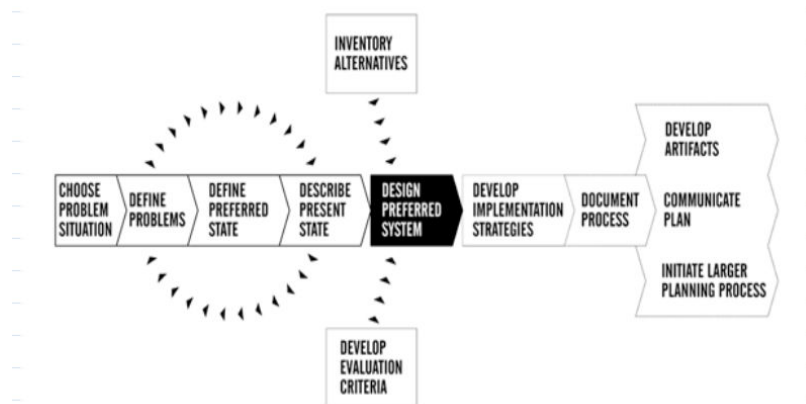 INVENTORY
ALTERNATIVES
CHOOSE
PROBLEM
SITUATION
DEFINE
PROBLEMS
DEFINE
PREFERRED
STATE
DESCRIBE
PRESENT
STATE
DESIGN
PREFERRED
SYSTEM
DEVELOP
IMPLEMENTATION
STRATEGIES
DOCUMENT
PROCESS
DEVELOP
ARTIFACTS
COMMUNICATE
PLAN
INITIATE LARGER
PLANNING PROCESS
DEVELOP
EVALUATION
CRITERIA